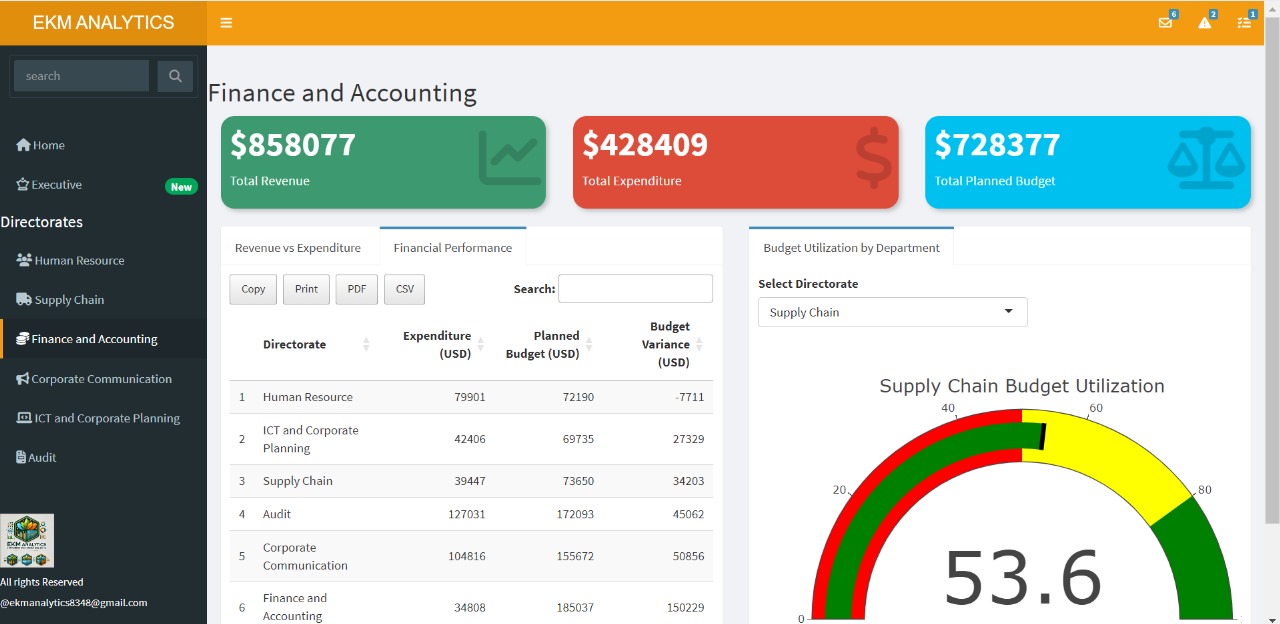 EKM ANALYTICS
6
2
1
search
Home
Executive
New
Directorates
Human Resource
Supply Chain
Finance and Accounting
Corporate Communication
ICT and Corporate Planning
Audit
EKM ANALYTICS
All rights Reserved
@ekmanalytics8348@gmail.com
Finance and Accounting
$858077
Total Revenue
$428409
Total Expenditure
$728377
Total Planned Budget
Revenue vs Expenditure
Financial Performance
Copy
Print
PDF
CSV
Search:
Directorate Expenditure (USD) Planned Budget (USD) Budget Variance (USD)
1 Human Resource 79901 72190 -7711
2 ICT and Corporate Planning 42406 69735 27329
3 Supply Chain 39447 73650 34203
4 Audit 127031 172093 45062
5 Corporate Communication 104816 155672 50856
6 Finance and Accounting 34808 185037 150229
Budget Utilization by Department
Select Directorate
Supply Chain
Supply Chain Budget Utilization
0
20
40
60
80
53.6